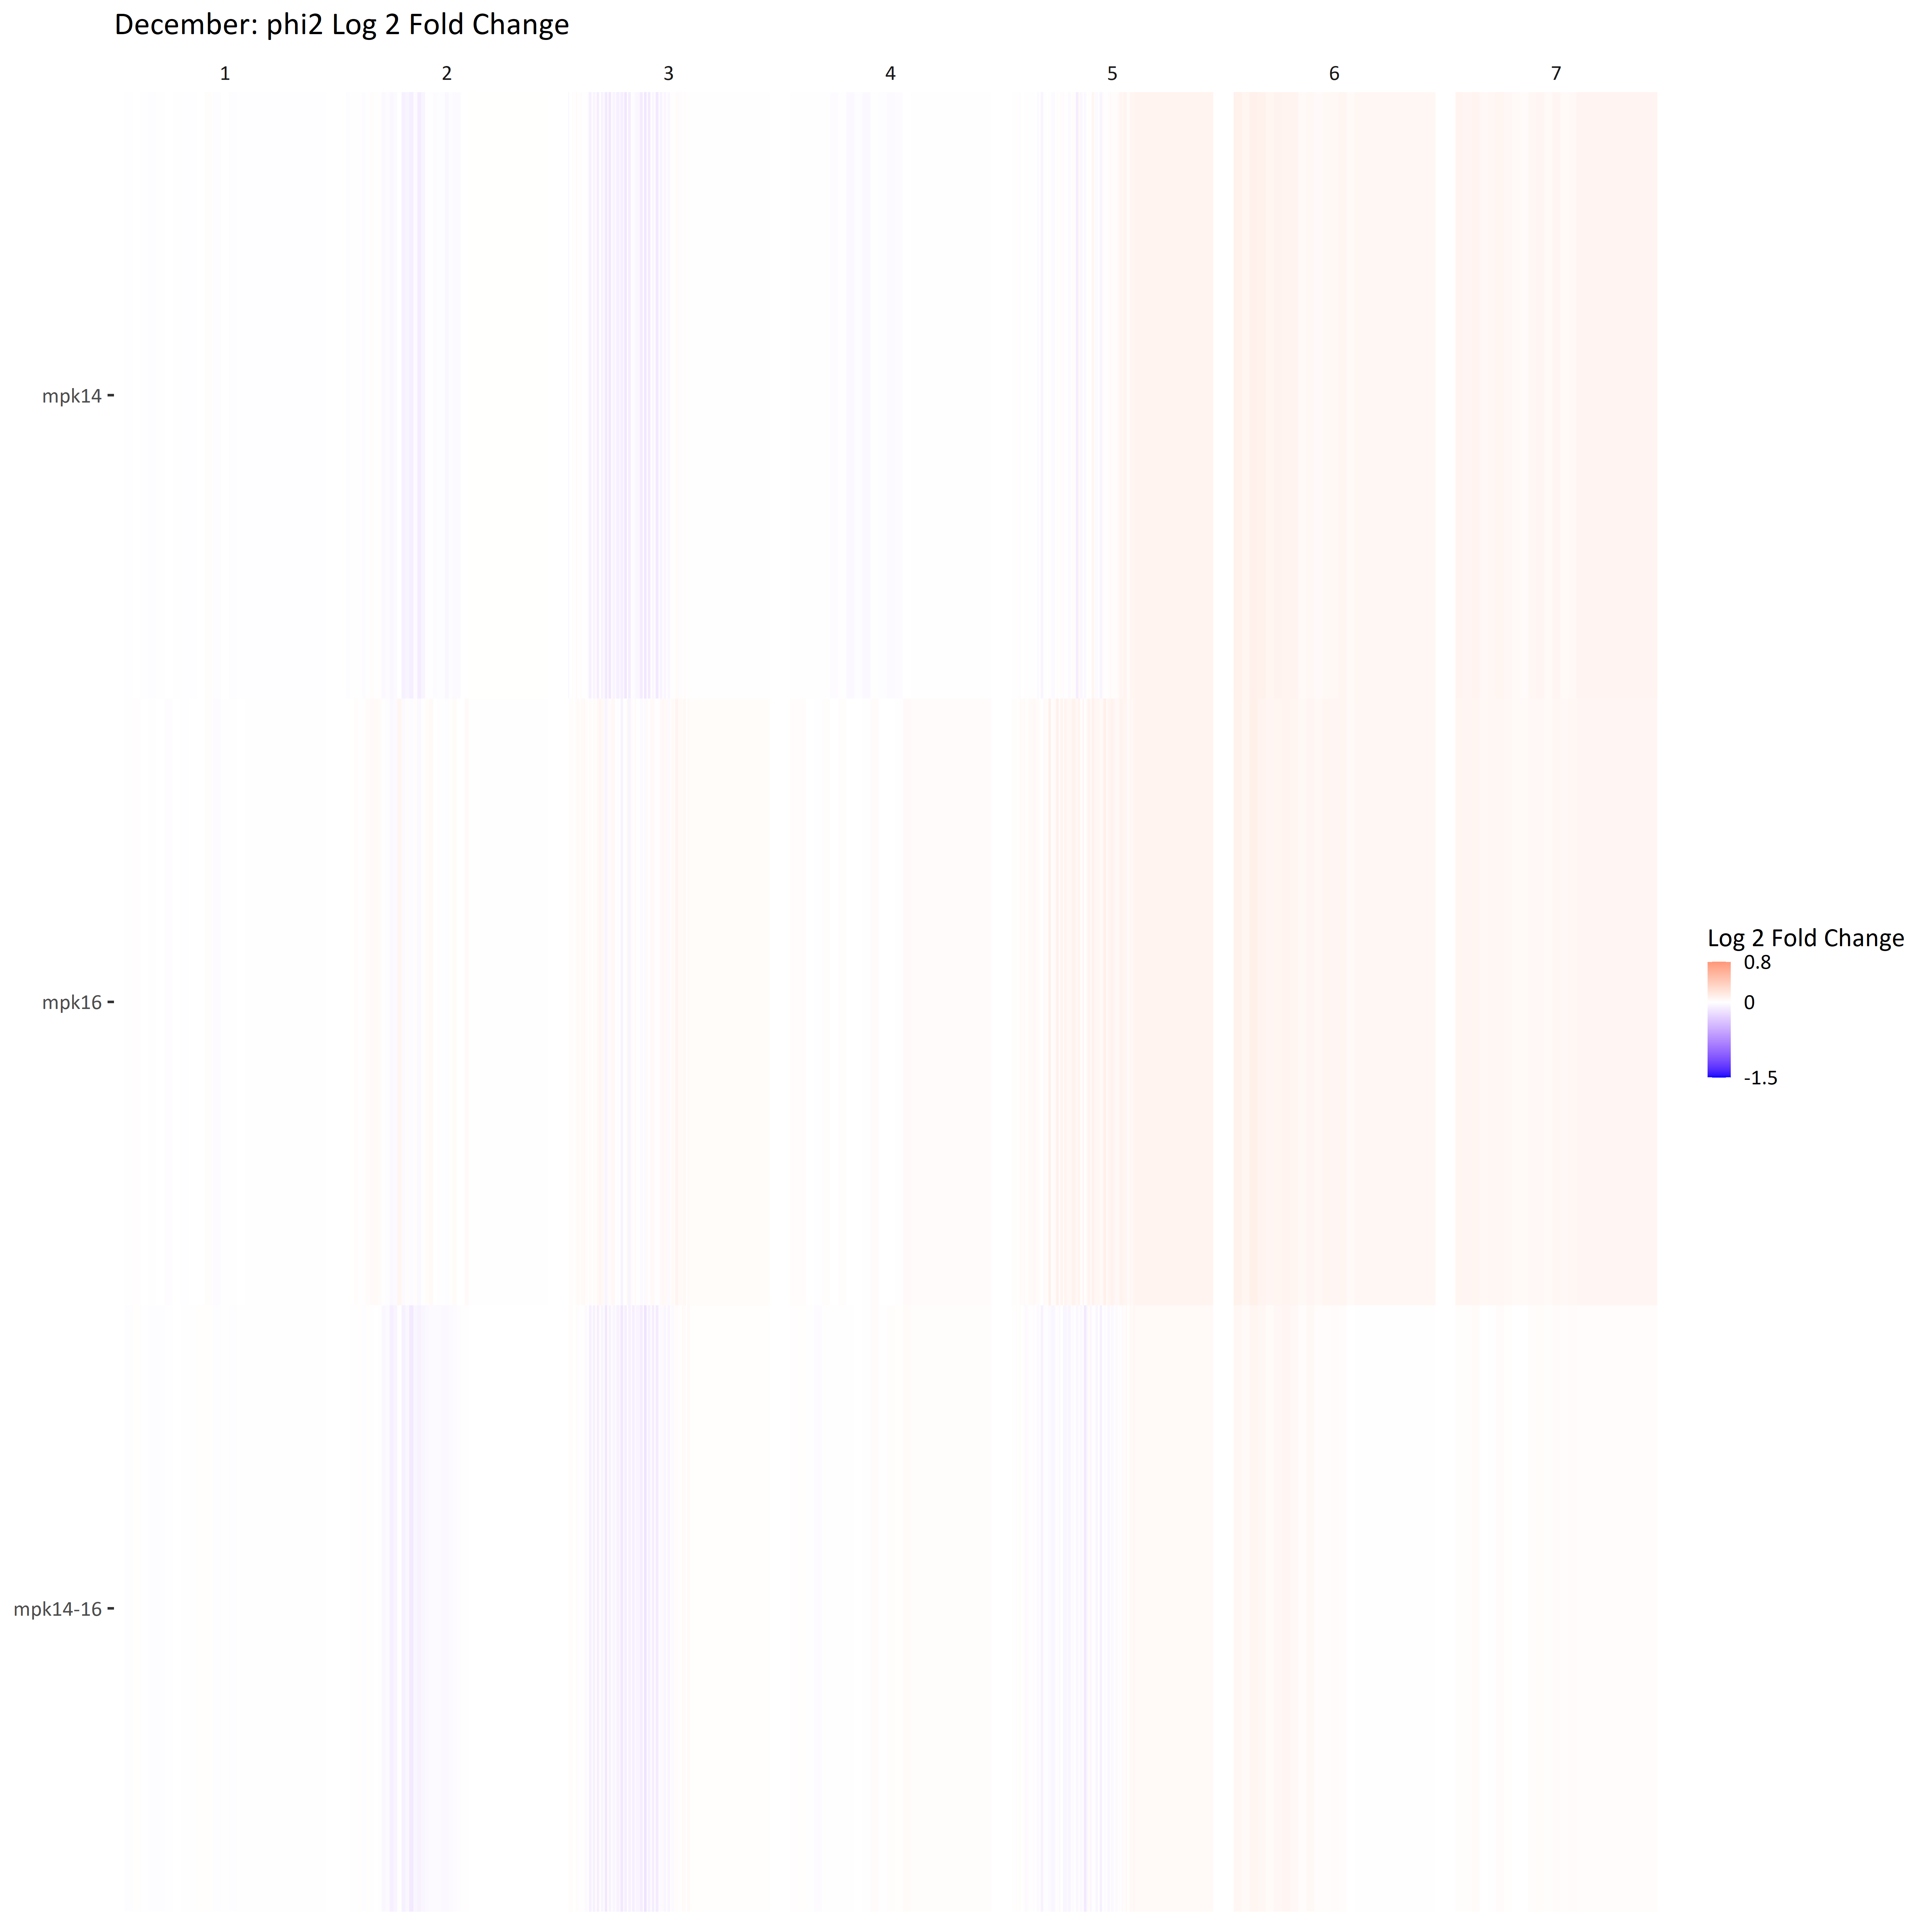 December: phi2 Log 2 Fold Change
1 2 3 4 5 6 7
mpk14
mpk16
mpk14-16
Log 2 Fold Change
0.8
0
-1.5